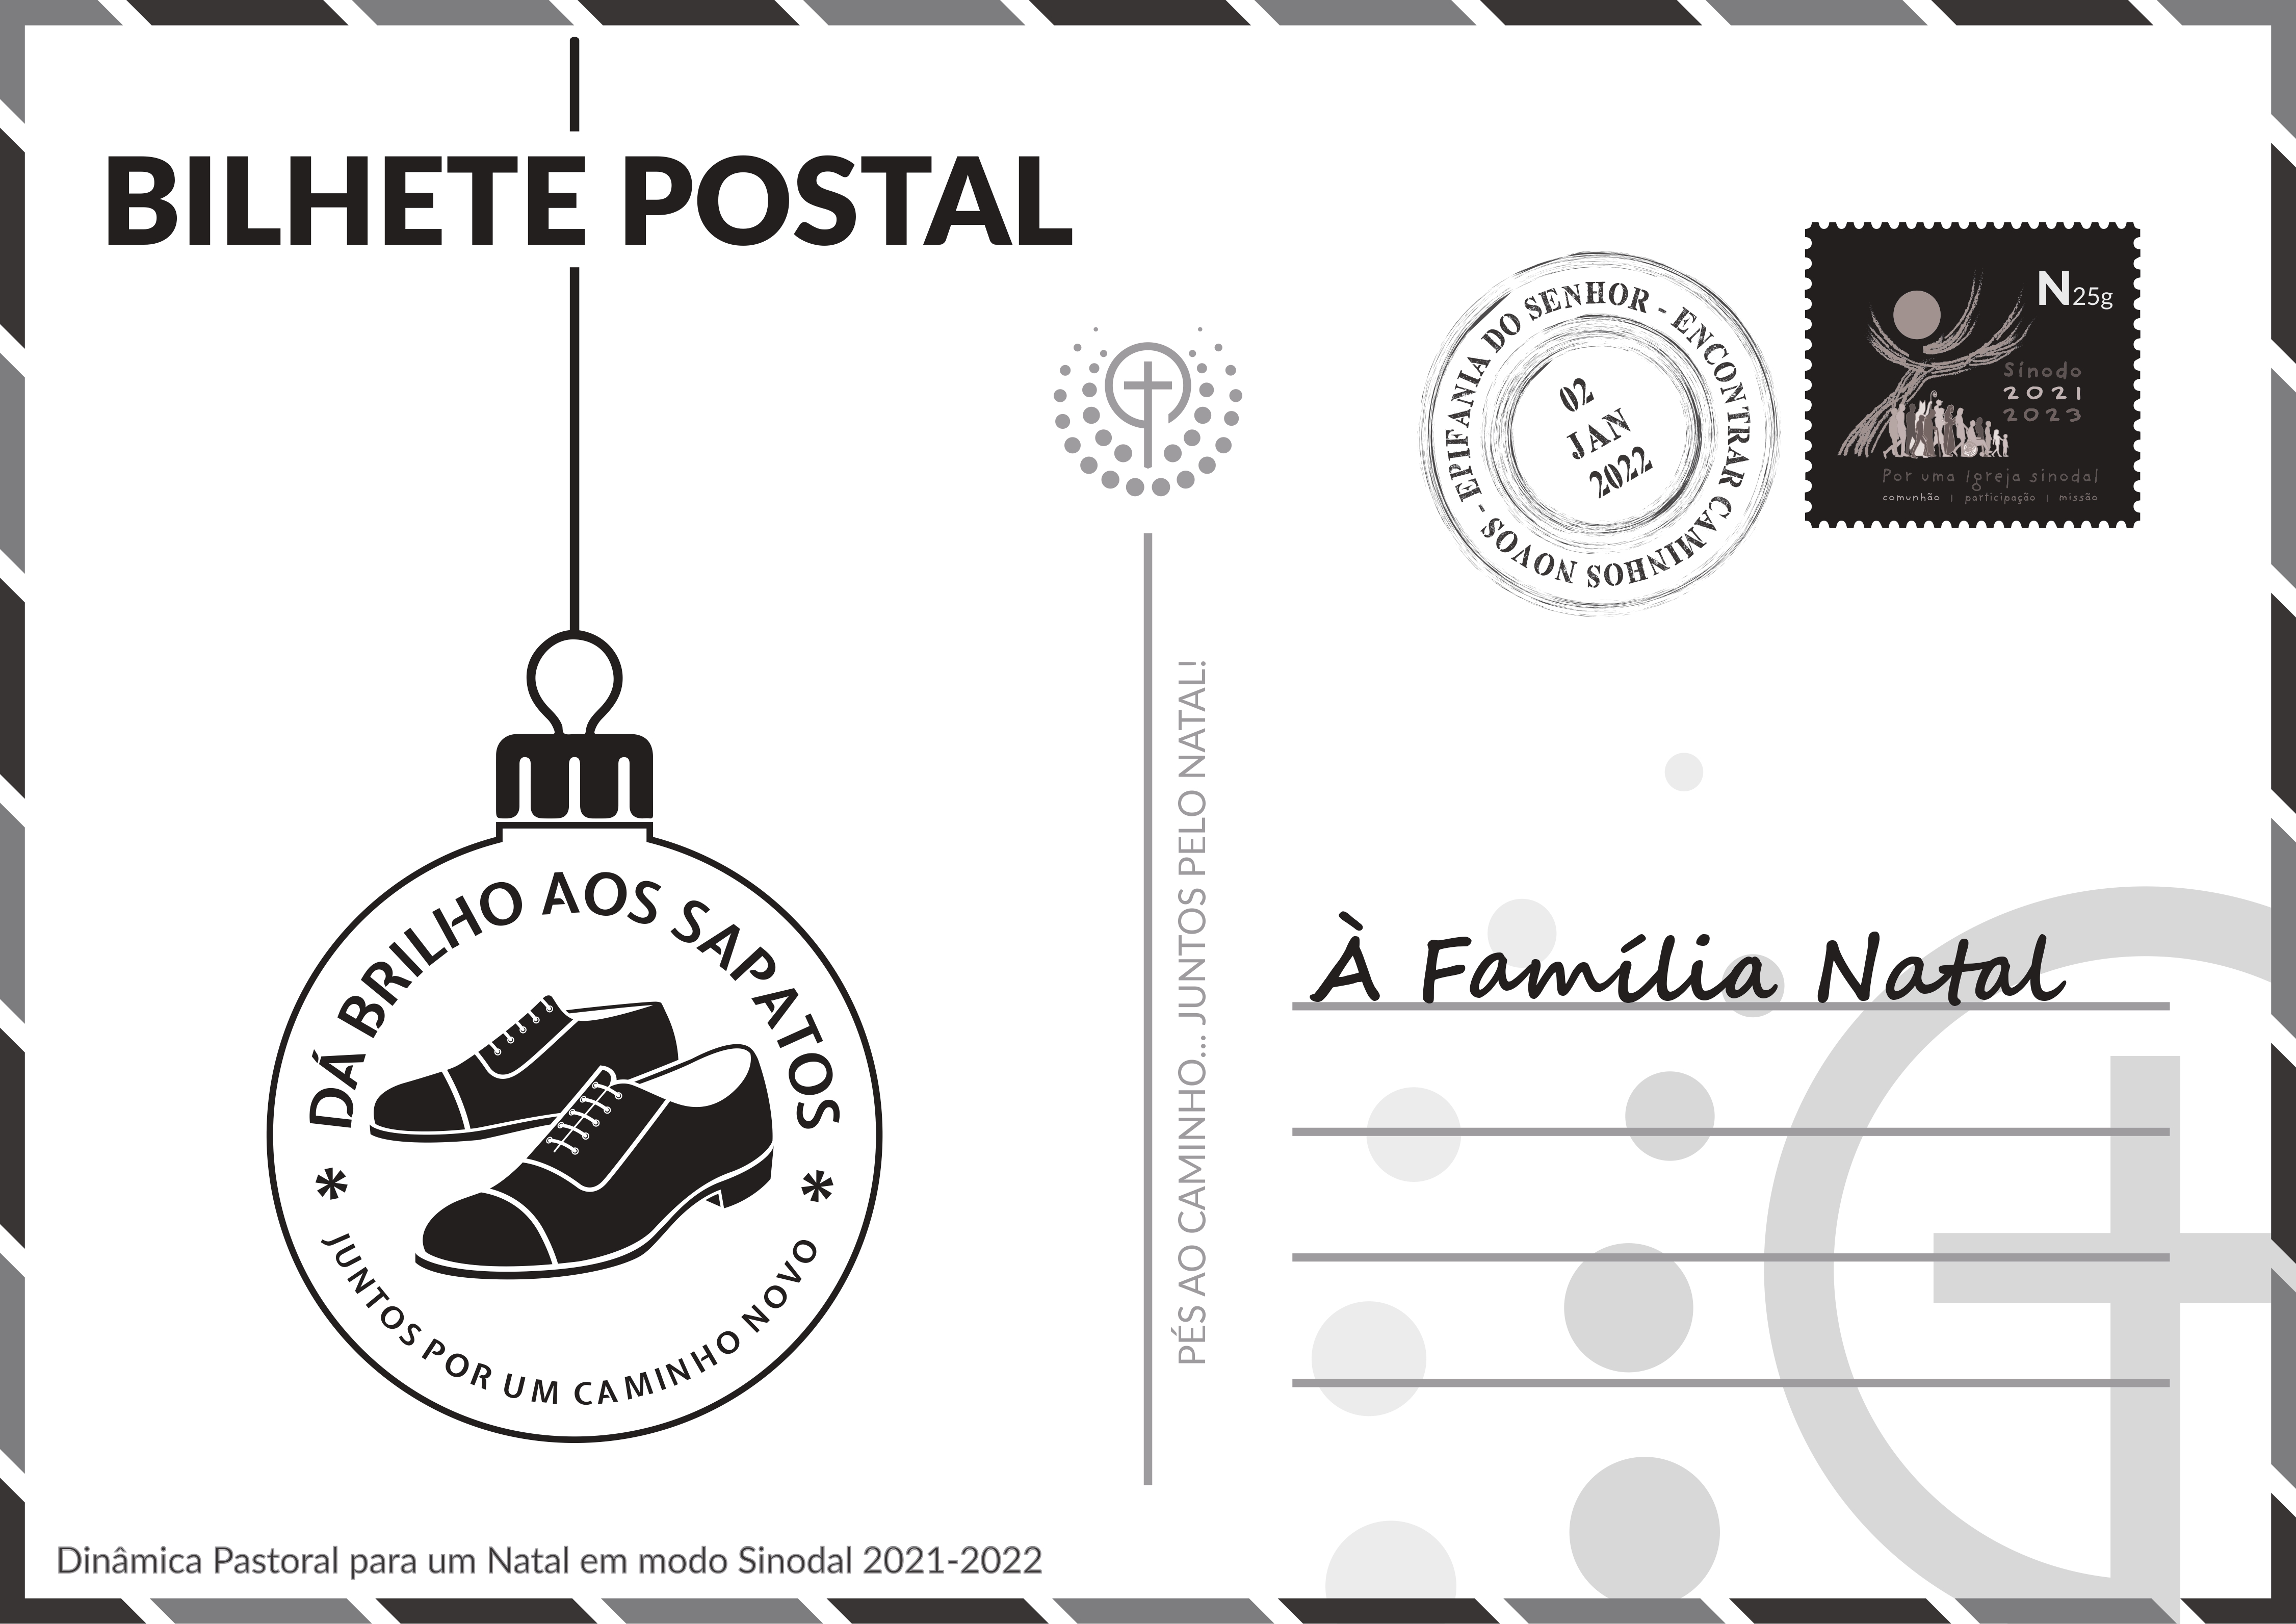 BILHETE POSTAL
DÁ BRILHO AOS SAPATOS
* *
JUNTOS POR UM CAMINHO NOVO
Dinâmica Pastoral para um Natal em modo Sinodal 2021-2022
PÉS AO CAMINHO... JUNTOS PELO NATAL!
EPIFANIA DO SENHOR - ENCONTRAR CAMINHOS NOVOS -
02
JAN
2022
N25g
Sínodo
2021
2023
Por uma Igreja sinodal
comunhão | participação | missão
À Família Natal